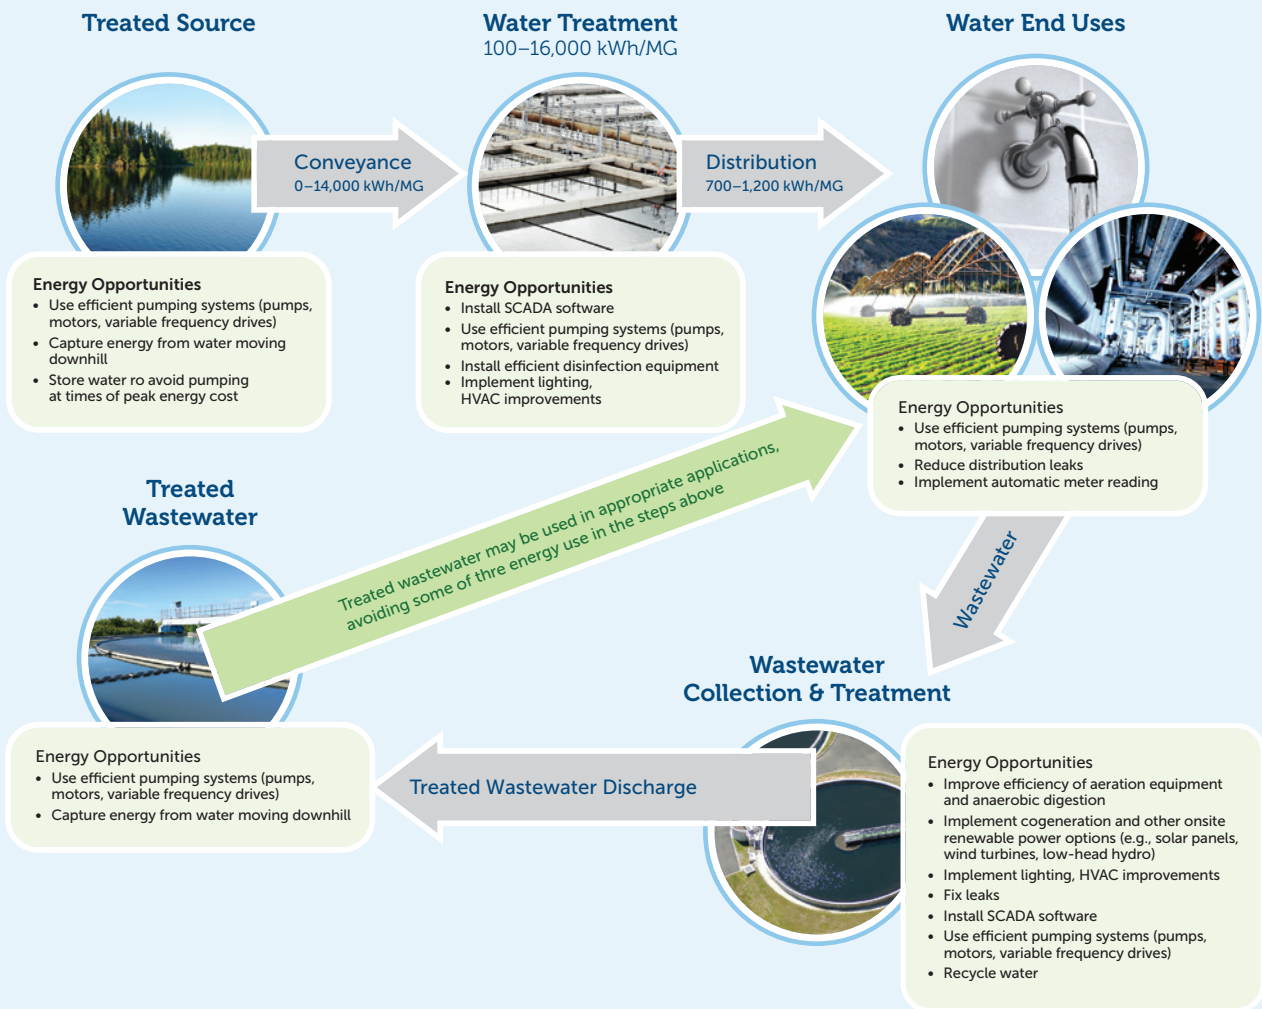 Treated Source
Water Treatment
100–16,000 kWh/MG
Water End Uses
Conveyance
0–14,000 kWh/MG
Distribution
700–1,200 kWh/MG
Energy Opportunities
• Use efficient pumping systems (pumps,
motors, variable frequency drives)
• Capture energy from water moving
downhill
• Store water ro avoid pumping
at times of peak energy cost
Energy Opportunities
• Install SCADA software
• Use efficient pumping systems (pumps,
motors, variable frequency drives)
• Install efficient disinfection equipment
• Implement lighting,
HVAC improvements
Energy Opportunities
• Use efficient pumping systems (pumps,
motors, variable frequency drives)
• Reduce distribution leaks
• Implement automatic meter reading
Treated wastewater may be used in appropriate applications,
avoiding some of thre energy use in the steps above
Wastewater
Treated
Wastewater
Energy Opportunities
• Use efficient pumping systems (pumps,
motors, variable frequency drives)
• Capture energy from water moving downhill
Treated Wastewater Discharge
Wastewater
Collection & Treatment
Energy Opportunities
• Improve efficiency of aeration equipment
and anaerobic digestion
• Implement cogeneration and other onsite
renewable power options (e.g., solar panels,
wind turbines, low-head hydro)
• Implement lighting, HVAC improvements
• Fix leaks
• Install SCADA software
• Use efficient pumping systems (pumps,
motors, variable frequency drives)
• Recycle water